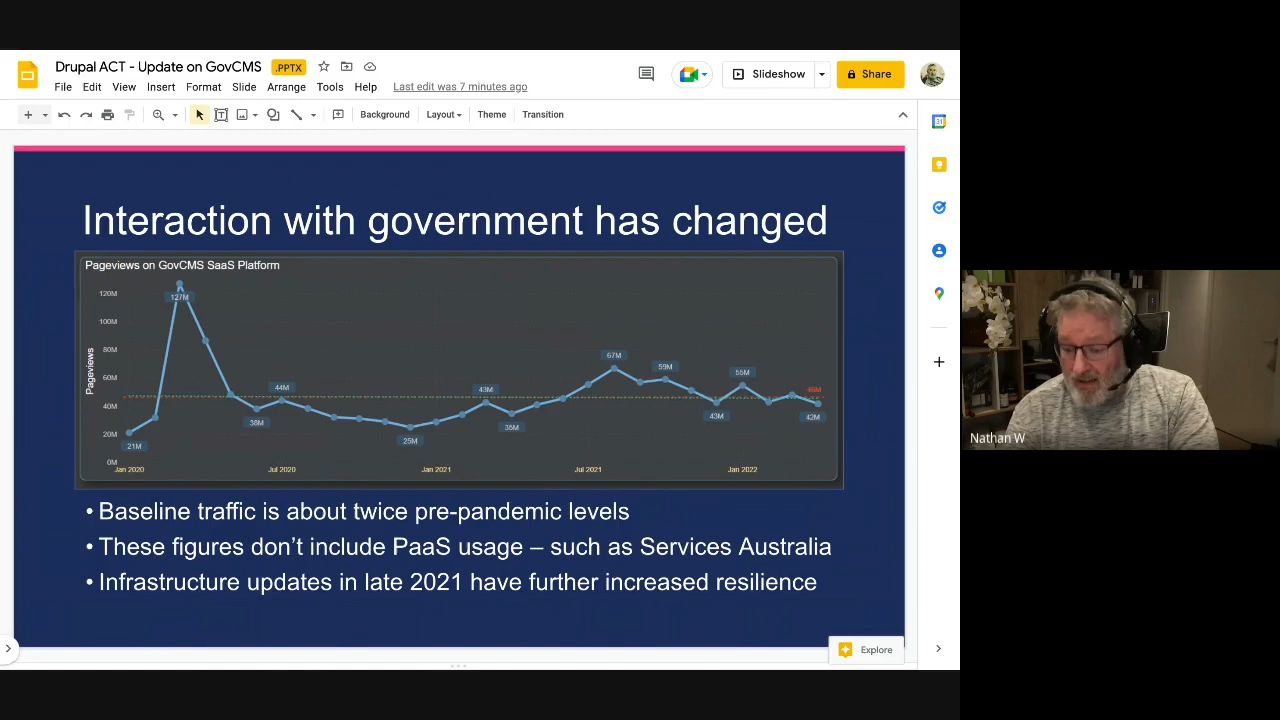 Drupal ACT - Update on GovCMS .PPTX
File Edit View Insert Format Slide Arrange Tools Help Last edit was 7 minutes ago
Slideshow
Share
Background Layout Theme Transition
31
Interaction with government has changed
Pageviews on GovCMS SaaS Platform
Pageviews
120M
100M
80M
60M
40M
20M
0M
21M
127M
38M
44M
25M
43M
35M
67M
59M
43M
55M
42M
Jan 2020 Jul 2020 Jan 2021 Jul 2021 Jan 2022
• Baseline traffic is about twice pre-pandemic levels
• These figures don’t include PaaS usage – such as Services Australia
• Infrastructure updates in late 2021 have further increased resilience
Explore
Nathan W